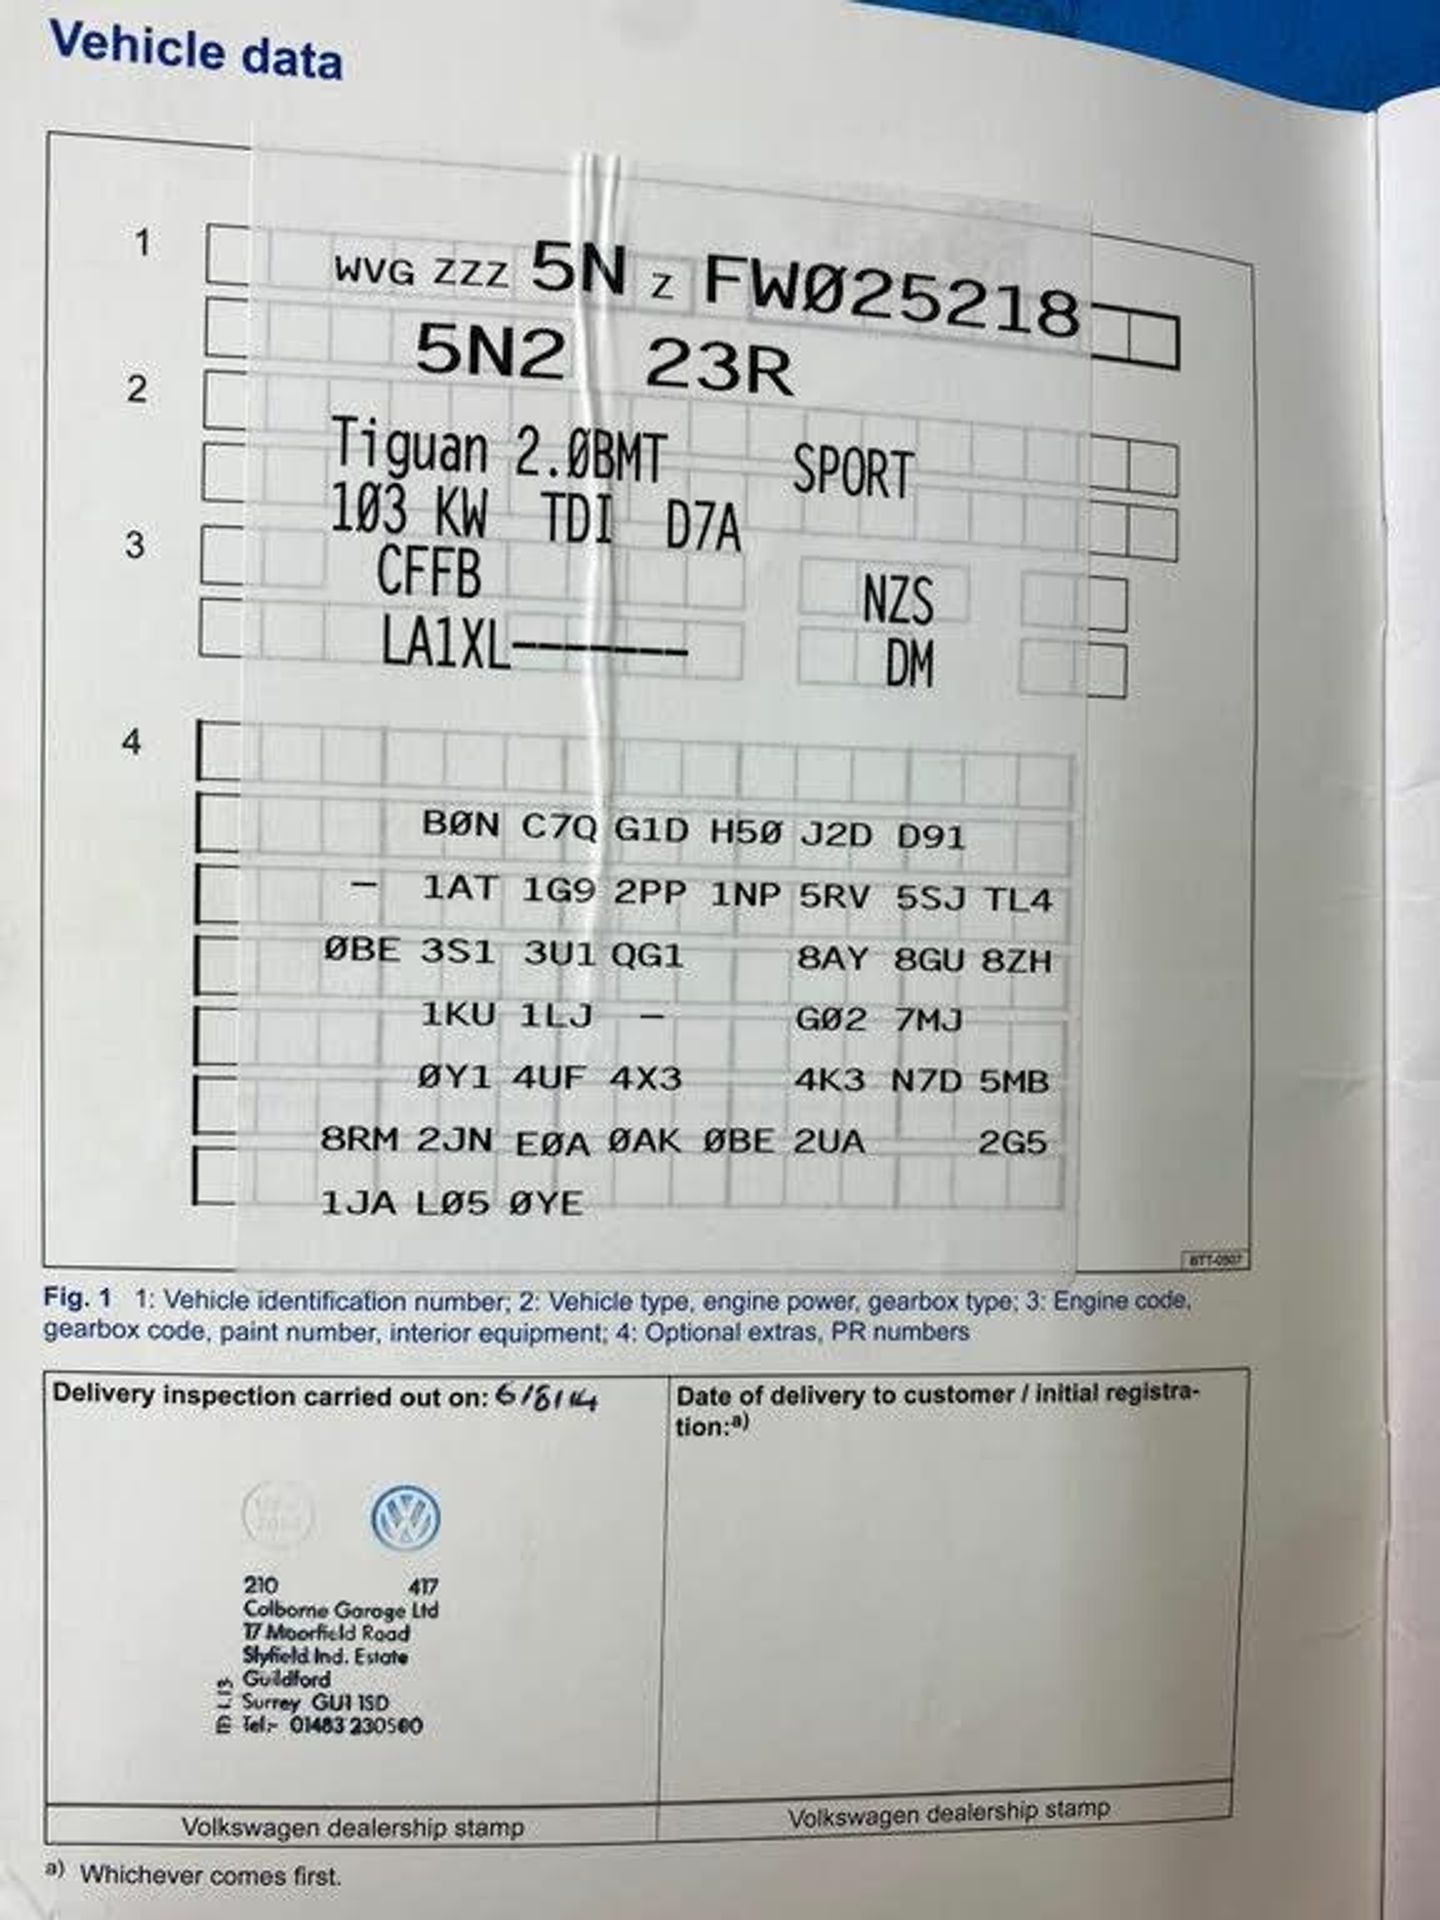 Vehicle data
1
WVG ZZZ 5N Z FWØ25218
5N2 23R
2
Tiguan 2.ØBMT SPORT
1Ø3 KW TDI D7A
3
CFFB NZS
LA1XL------- DM
4
BØN C7Q G1D H5Ø J2D D91
– 1AT 1G9 2PP 1NP 5RV 5SJ TL4
ØBE 3S1 3U1 QG1 8AY 8GU 8ZH
1KU 1LJ – GØ2 7MJ
ØY1 4UF 4X3 4K3 N7D 5MB
8RM 2JN EØA ØAK ØBE 2UA 2G5
1JA LØ5 ØYE
BTT-0507
Fig. 1 1: Vehicle identification number; 2: Vehicle type, engine power, gearbox type; 3: Engine code,
gearbox code, paint number, interior equipment; 4: Optional extras, PR numbers
Delivery inspection carried out on: 6/8/14
Date of delivery to customer / initial registra-
tion:a)
210 417
Colborne Garage Ltd
17 Moorfield Road
Slyfield Ind. Estate
Guildford
Surrey GU1 1SD
Tel:- 01483 230500
Volkswagen dealership stamp
Volkswagen dealership stamp
a) Whichever comes first.